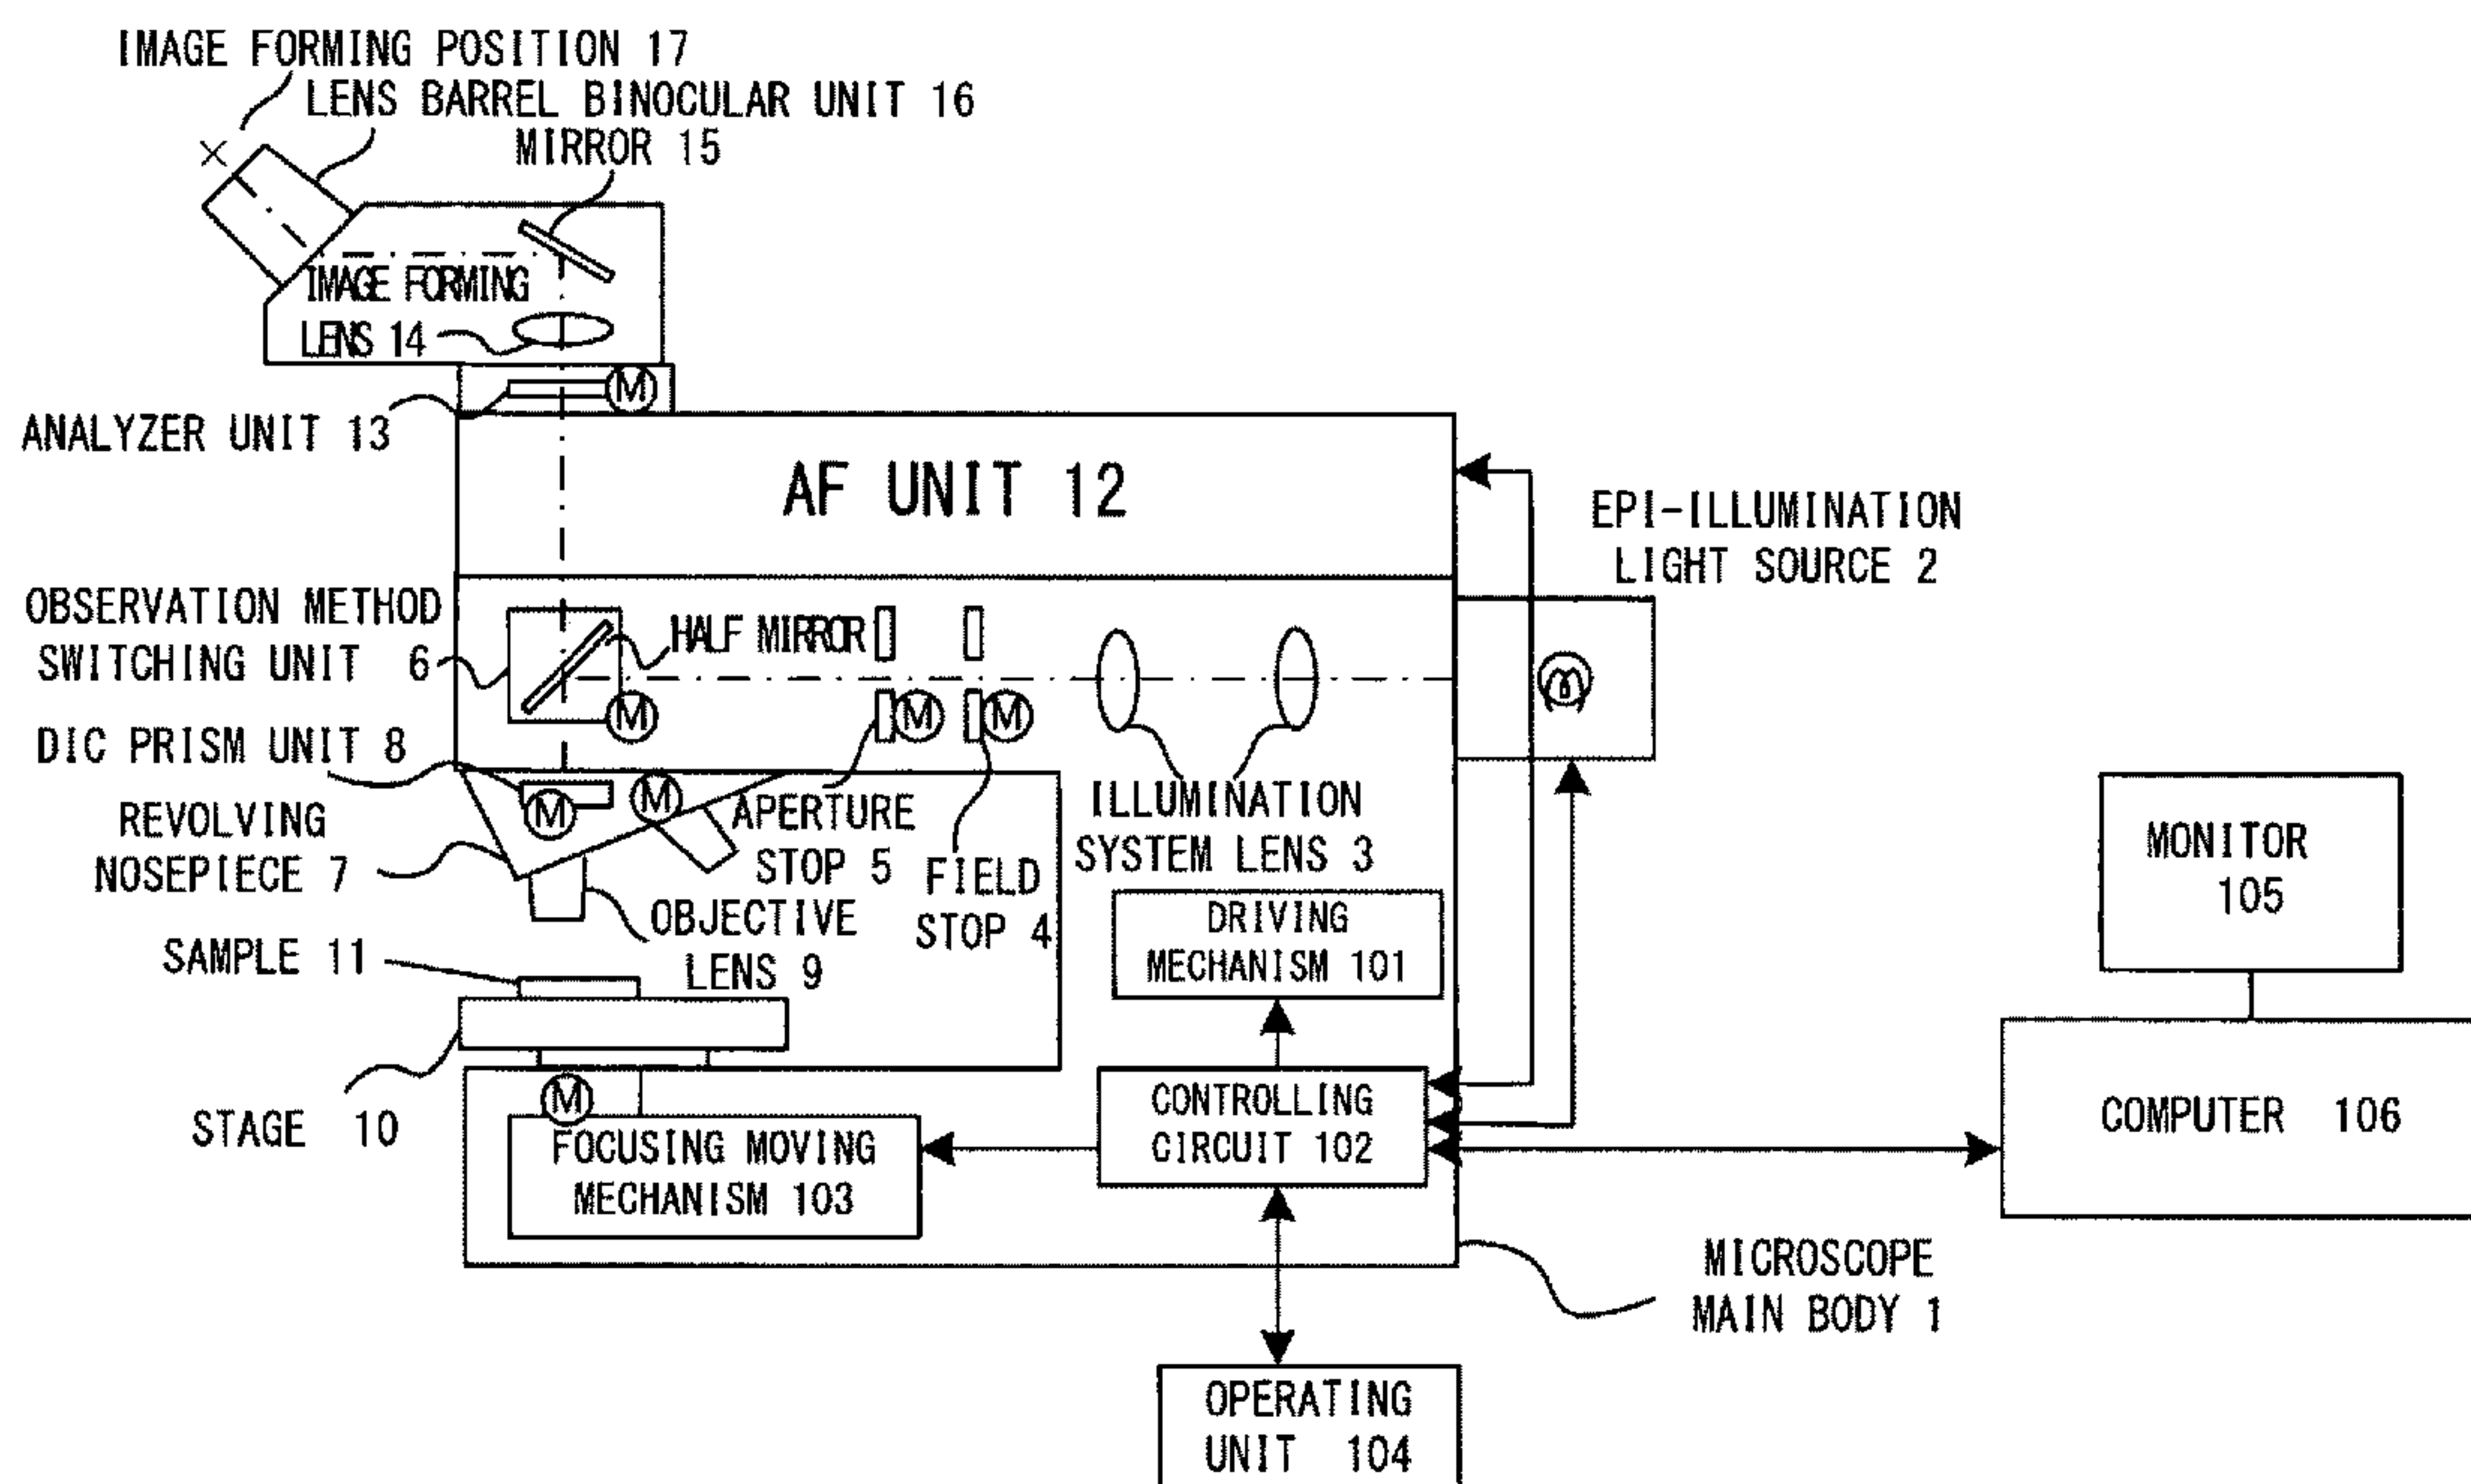 IMAGE FORMING POSITION 17
LENS BARREL BINOCULAR UNIT 16
MIRROR 15
IMAGE FORMING
LENS 14
M
ANALYZER UNIT 13
AF UNIT 12
EPI-ILLUMINATION
LIGHT SOURCE 2
OBSERVATION METHOD
SWITCHING UNIT 6
HALF MIRROR
M
M
M
DIC PRISM UNIT 8
M
M
REVOLVING
NOSEPIECE 7
APERTURE
STOP 5
FIELD
STOP 4
ILLUMINATION
SYSTEM LENS 3
OBJECTIVE
LENS 9
SAMPLE 11
DRIVING
MECHANISM 101
MONITOR
105
STAGE 10
M
FOCUSING MOVING
MECHANISM 103
CONTROLLING
CIRCUIT 102
COMPUTER 106
MICROSCOPE
MAIN BODY 1
OPERATING
UNIT 104